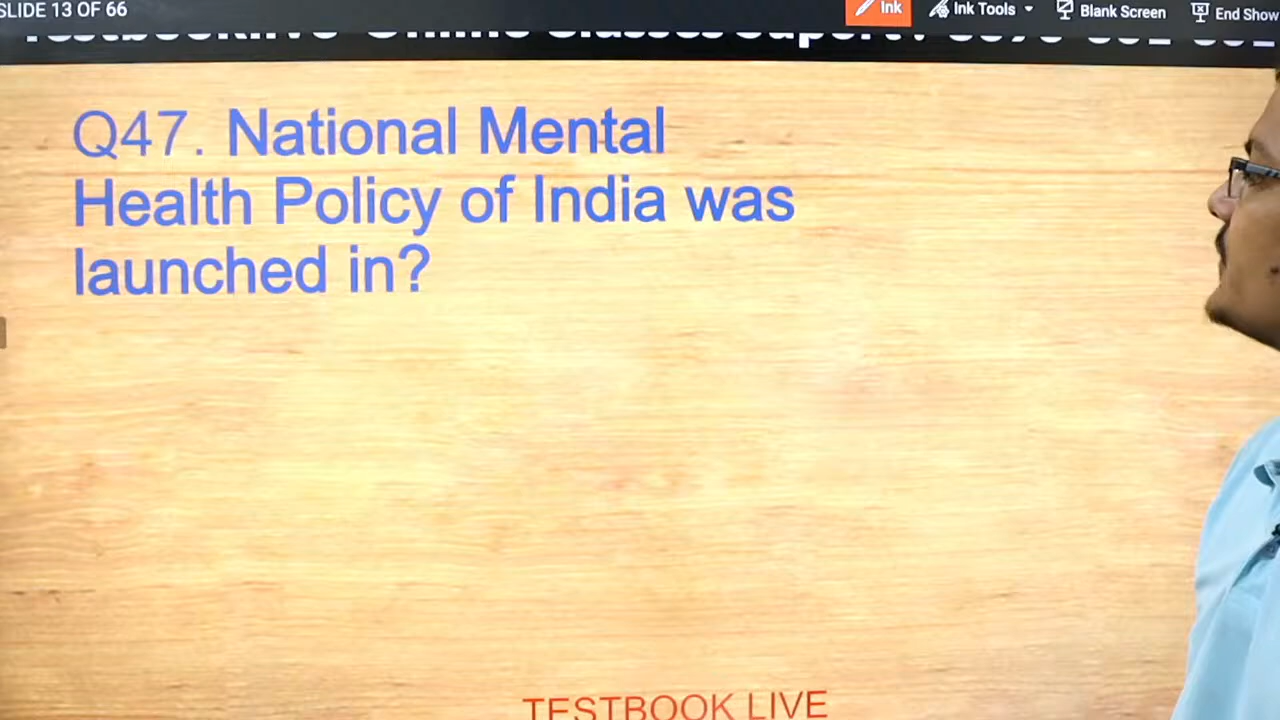 SLIDE 13 OF 66
Ink
Ink Tools
Blank Screen
End Show
Q47. National Mental
Health Policy of India was
launched in?
TESTBOOK LIVE